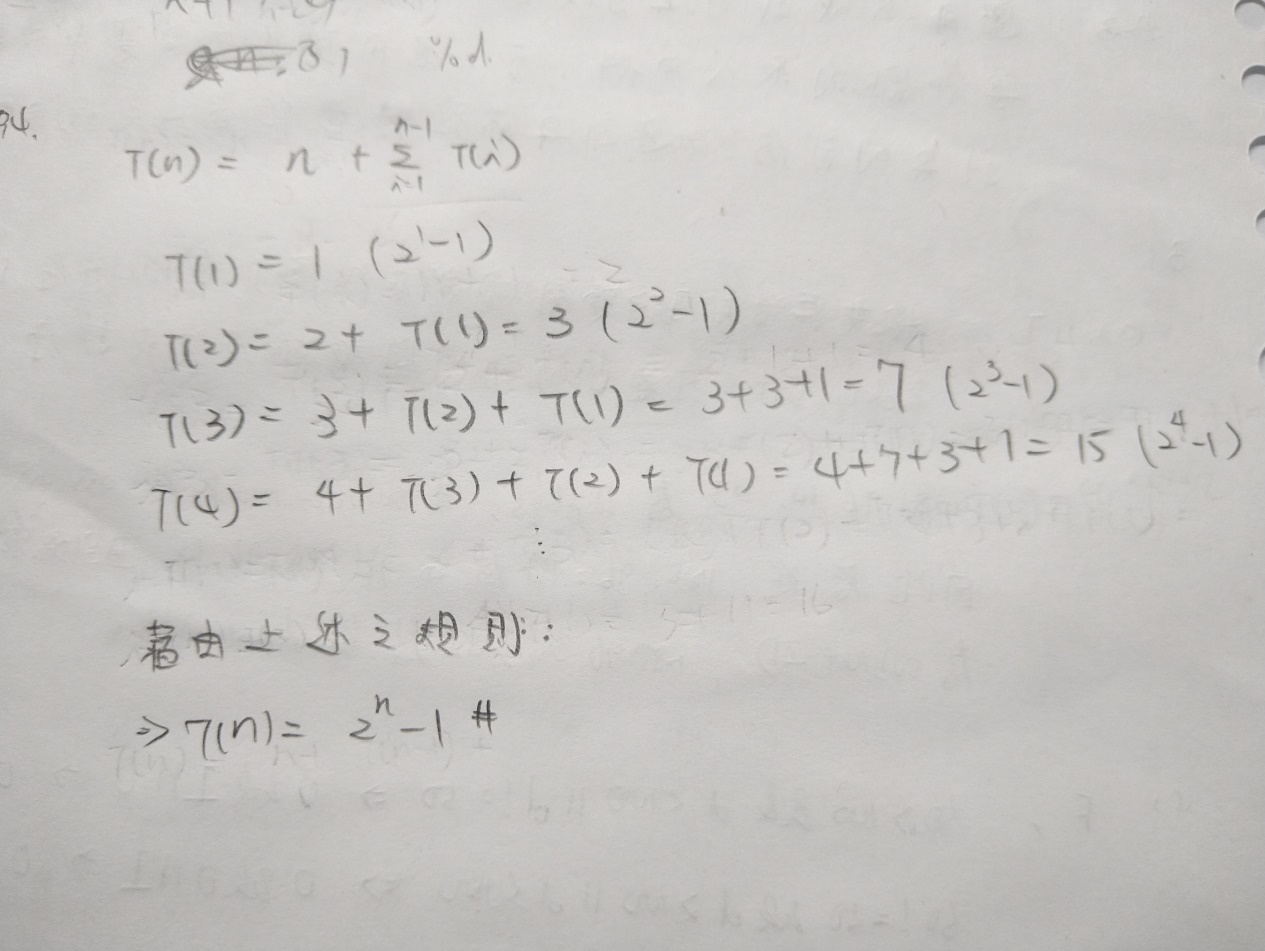 3, %d.
94.
T(n) = n + \sum_{i=1}^{n-1} T(i)
T(1) = 1 (2^1-1)
T(2) = 2 + T(1) = 3 (2^2-1)
T(3) = 3 + T(2) + T(1) = 3+3+1 = 7 (2^3-1)
T(4) = 4 + T(3) + T(2) + T(1) = 4+7+3+1 = 15 (2^4-1)
⋮
藉由上述之規則:
⇒ T(n) = 2^n - 1 #